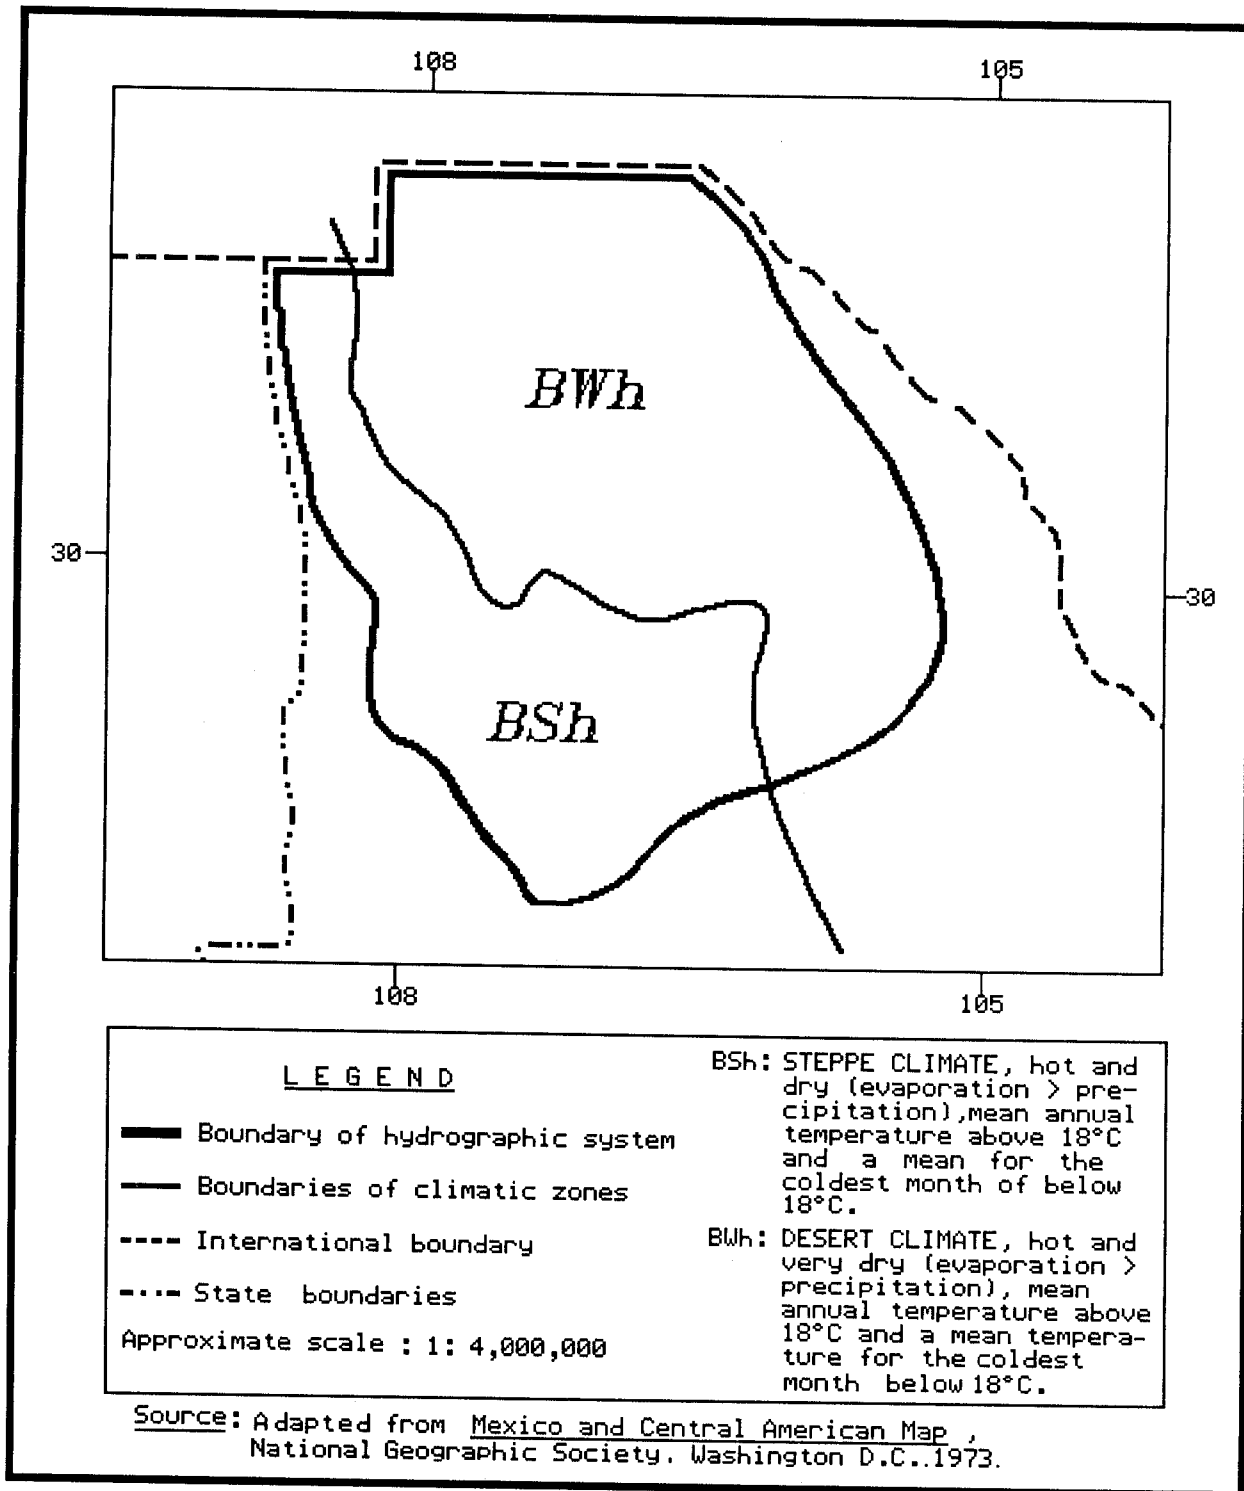 108
105
BWh
30
30
BSh
108
105
LEGEND
Boundary of hydrographic system
Boundaries of climatic zones
International boundary
State boundaries
Approximate scale : 1: 4,000,000
BSh: STEPPE CLIMATE, hot and
dry (evaporation > pre-
cipitation),mean annual
temperature above 18°C
and a mean for the
coldest month of below
18°C.
BWh: DESERT CLIMATE, hot and
very dry (evaporation >
precipitation), mean
annual temperature above
18°C and a mean tempera-
ture for the coldest
month below 18°C.
Source: Adapted from Mexico and Central American Map ,
National Geographic Society. Washington D.C..1973.